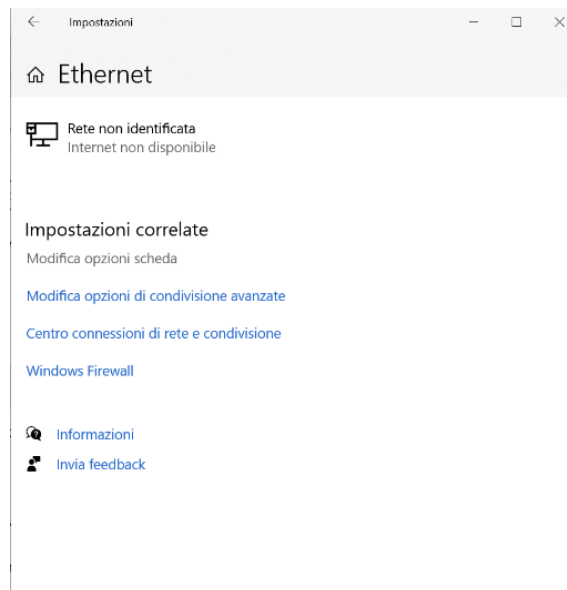 Impostazioni
Ethernet
Rete non identificata
Internet non disponibile
Impostazioni correlate
Modifica opzioni scheda
Modifica opzioni di condivisione avanzate
Centro connessioni di rete e condivisione
Windows Firewall
Informazioni
Invia feedback